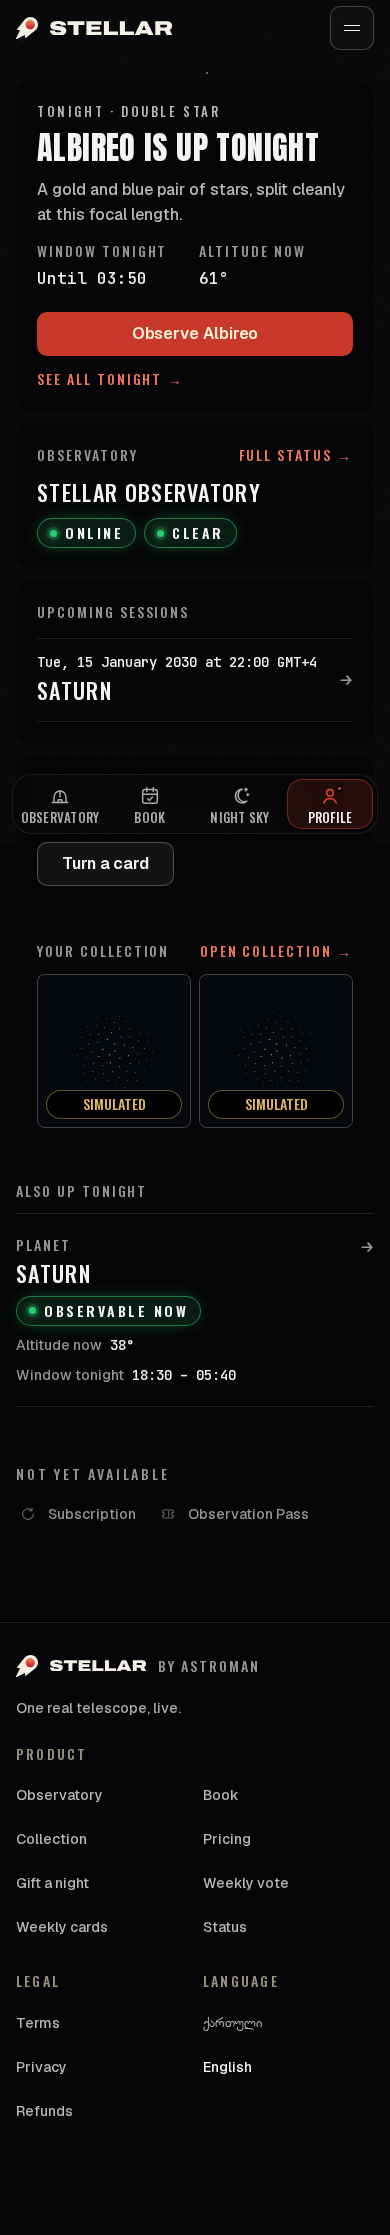 STELLAR
TONIGHT · DOUBLE STAR
ALBIREO IS UP TONIGHT
A gold and blue pair of stars, split cleanly
at this focal length.
WINDOW TONIGHT ALTITUDE NOW
Until 03:50 61°
Observe Albireo
SEE ALL TONIGHT →
OBSERVATORY FULL STATUS →
STELLAR OBSERVATORY
ONLINE CLEAR
UPCOMING SESSIONS
Tue, 15 January 2030 at 22:00 GMT+4
SATURN →
OBSERVATORY BOOK NIGHT SKY PROFILE
Turn a card
YOUR COLLECTION OPEN COLLECTION →
SIMULATED SIMULATED
ALSO UP TONIGHT
PLANET →
SATURN
OBSERVABLE NOW
Altitude now 38°
Window tonight 18:30 – 05:40
NOT YET AVAILABLE
Subscription Observation Pass
STELLAR BY ASTROMAN
One real telescope, live.
PRODUCT
Observatory Book
Collection Pricing
Gift a night Weekly vote
Weekly cards Status
LEGAL LANGUAGE
Terms ქართული
Privacy English
Refunds